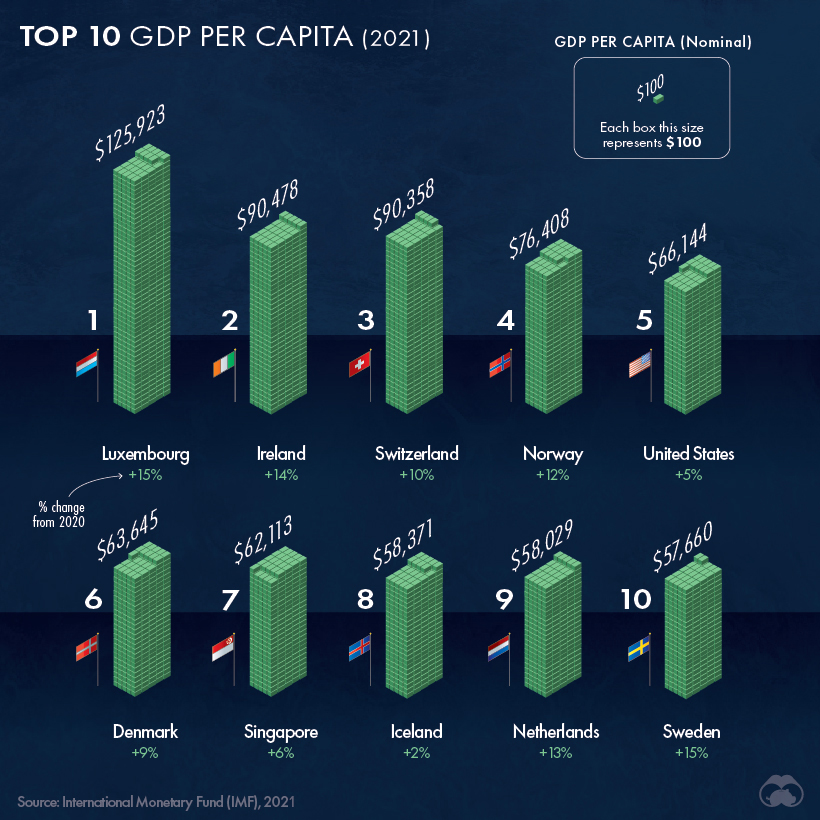 TOP 10 GDP PER CAPITA (2021)
GDP PER CAPITA (Nominal)
$100
Each box this size
represents $100
$125,923
$90,478
$90,358
$76,408
$66,144
1
2
3
4
5
Luxembourg
Ireland
Switzerland
Norway
United States
+15%
+14%
+10%
+12%
+5%
% change
from 2020
$63,645
$62,113
$58,371
$58,029
$57,660
6
7
8
9
10
Denmark
Singapore
Iceland
Netherlands
Sweden
+9%
+6%
+2%
+13%
+15%
Source: International Monetary Fund (IMF), 2021